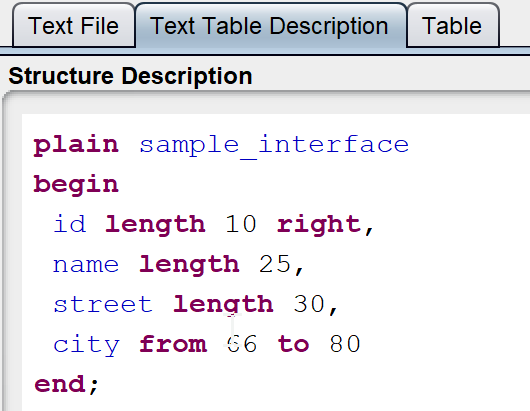 Text File Text Table Description Table
Structure Description
plain sample_interface
begin
id length 10 right,
name length 25,
street length 30,
city from 66 to 80
end;